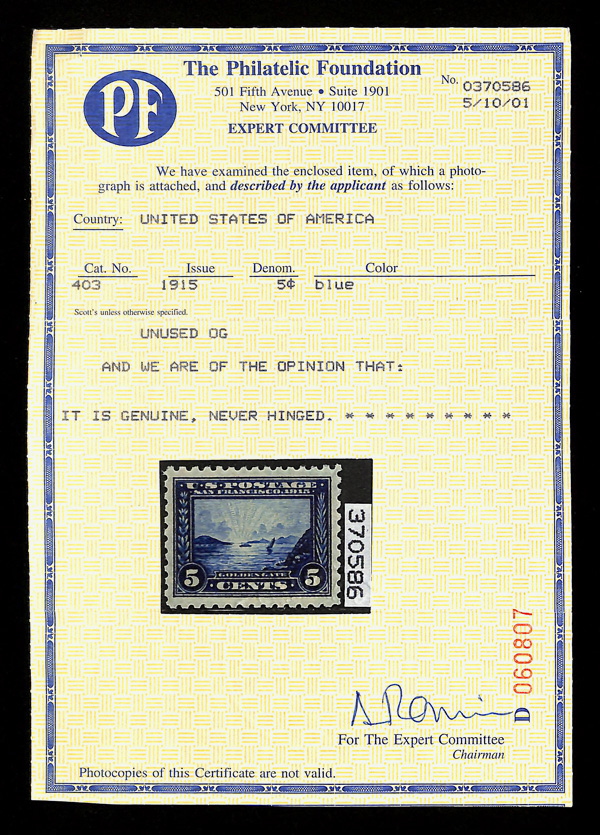 PF
The Philatelic Foundation
501 Fifth Avenue • Suite 1901
New York, NY 10017
EXPERT COMMITTEE
No. 0370586
5/10/01
We have examined the enclosed item, of which a photo-
graph is attached, and described by the applicant as follows:
Country: UNITED STATES OF AMERICA
Cat. No. Issue Denom. Color
403 1915 5¢ blue
Scott's unless otherwise specified.
UNUSED OG
AND WE ARE OF THE OPINION THAT:
IT IS GENUINE, NEVER HINGED. * * * * * * * * *
U.S. POSTAGE
SAN FRANCISCO, 1915
GOLDEN GATE
5 CENTS 5
370586
D 060807
For The Expert Committee
Chairman
Photocopies of this Certificate are not valid.